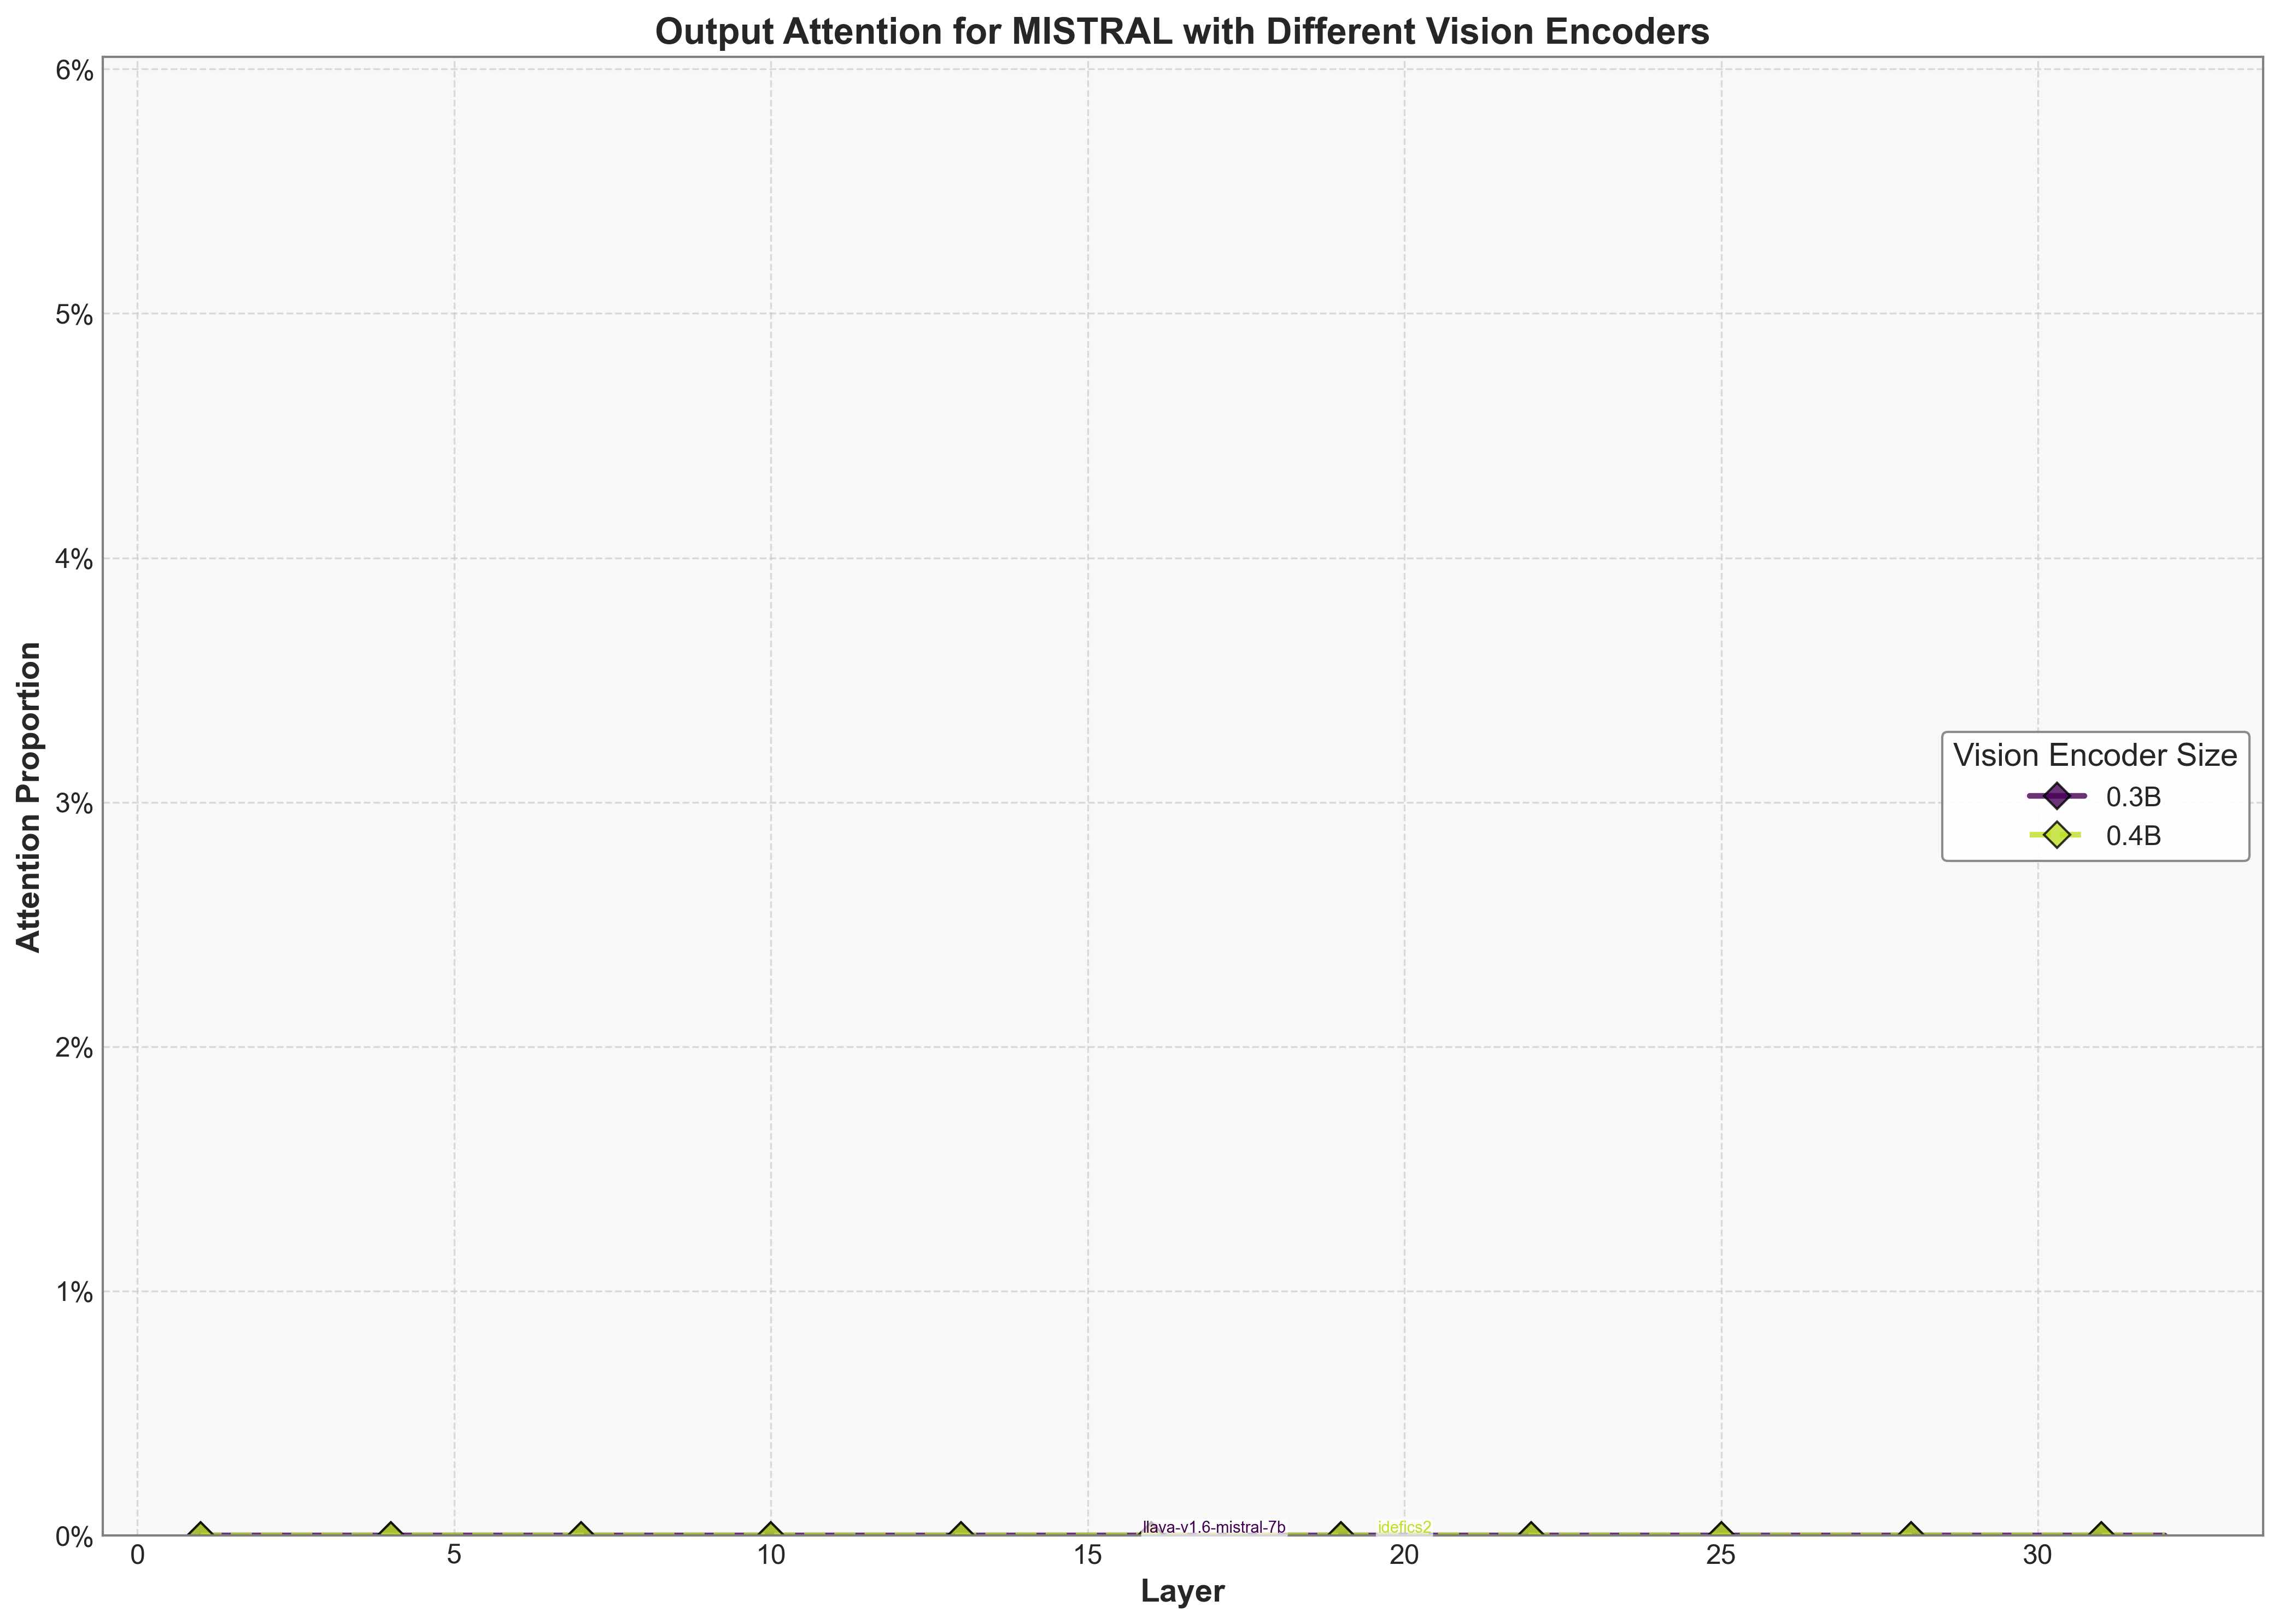 Output Attention for MISTRAL with Different Vision Encoders
6%
5%
4%
3%
2%
1%
0%
Attention Proportion
Vision Encoder Size
0.3B
0.4B
llava-v1.6-mistral-7b
idefics2
0 5 10 15 20 25 30
Layer